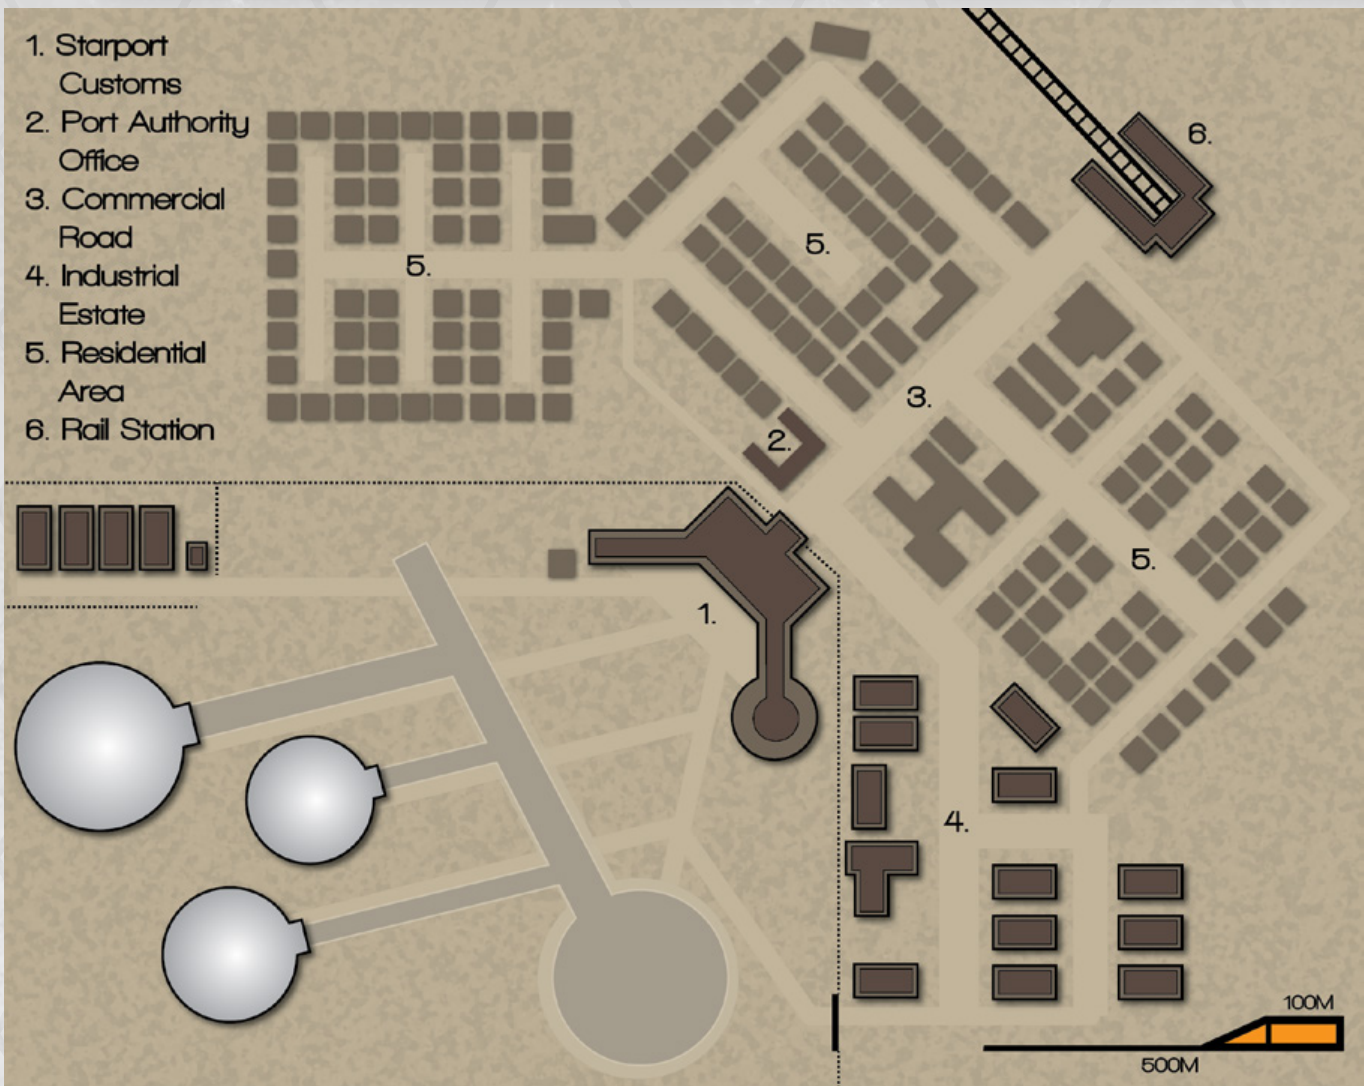 1. Starport
Customs
2. Port Authority
Office
3. Commercial
Road
4. Industrial
Estate
5. Residential
Area
6. Rail Station
6.
5.
5.
3.
2.
5.
1.
4.
100M
500M